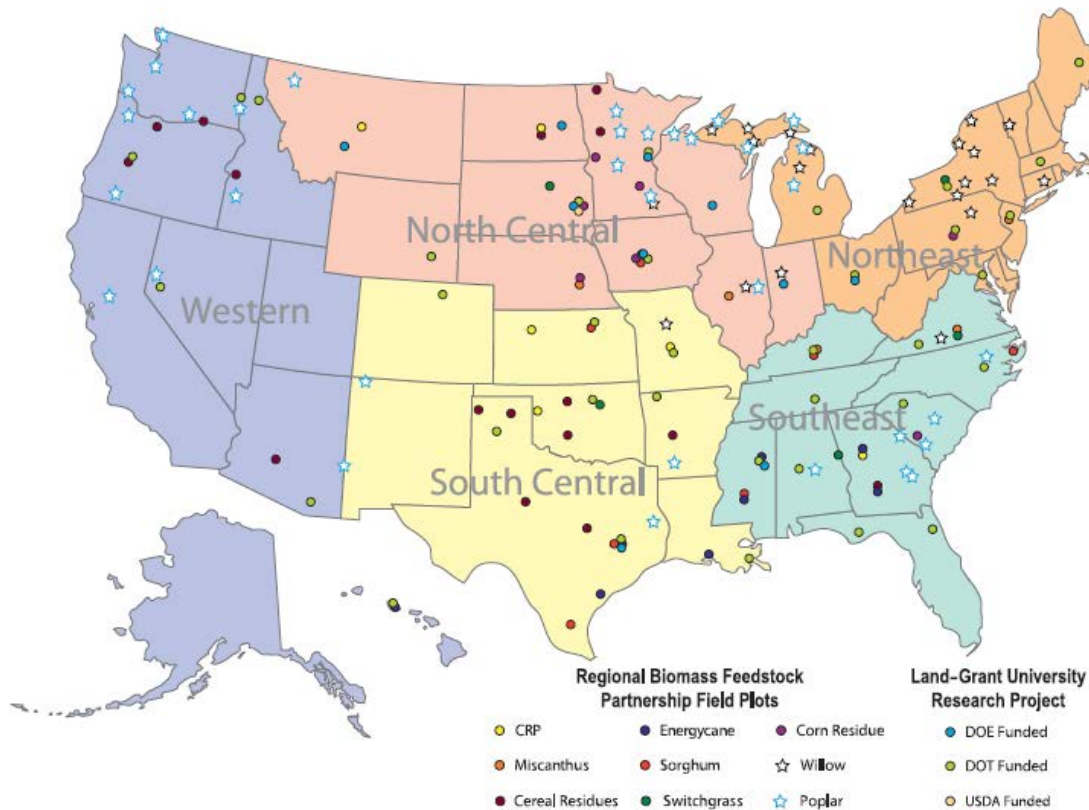 North Central
Northeast
Western
Southeast
South Central
Regional Biomass Feedstock
Partnership Field Plots
CRP
Energycane
Corn Residue
Miscanthus
Sorghum
Willow
Cereal Residues
Switchgrass
Poplar
Land-Grant University
Research Project
DOE Funded
DOT Funded
USDA Funded